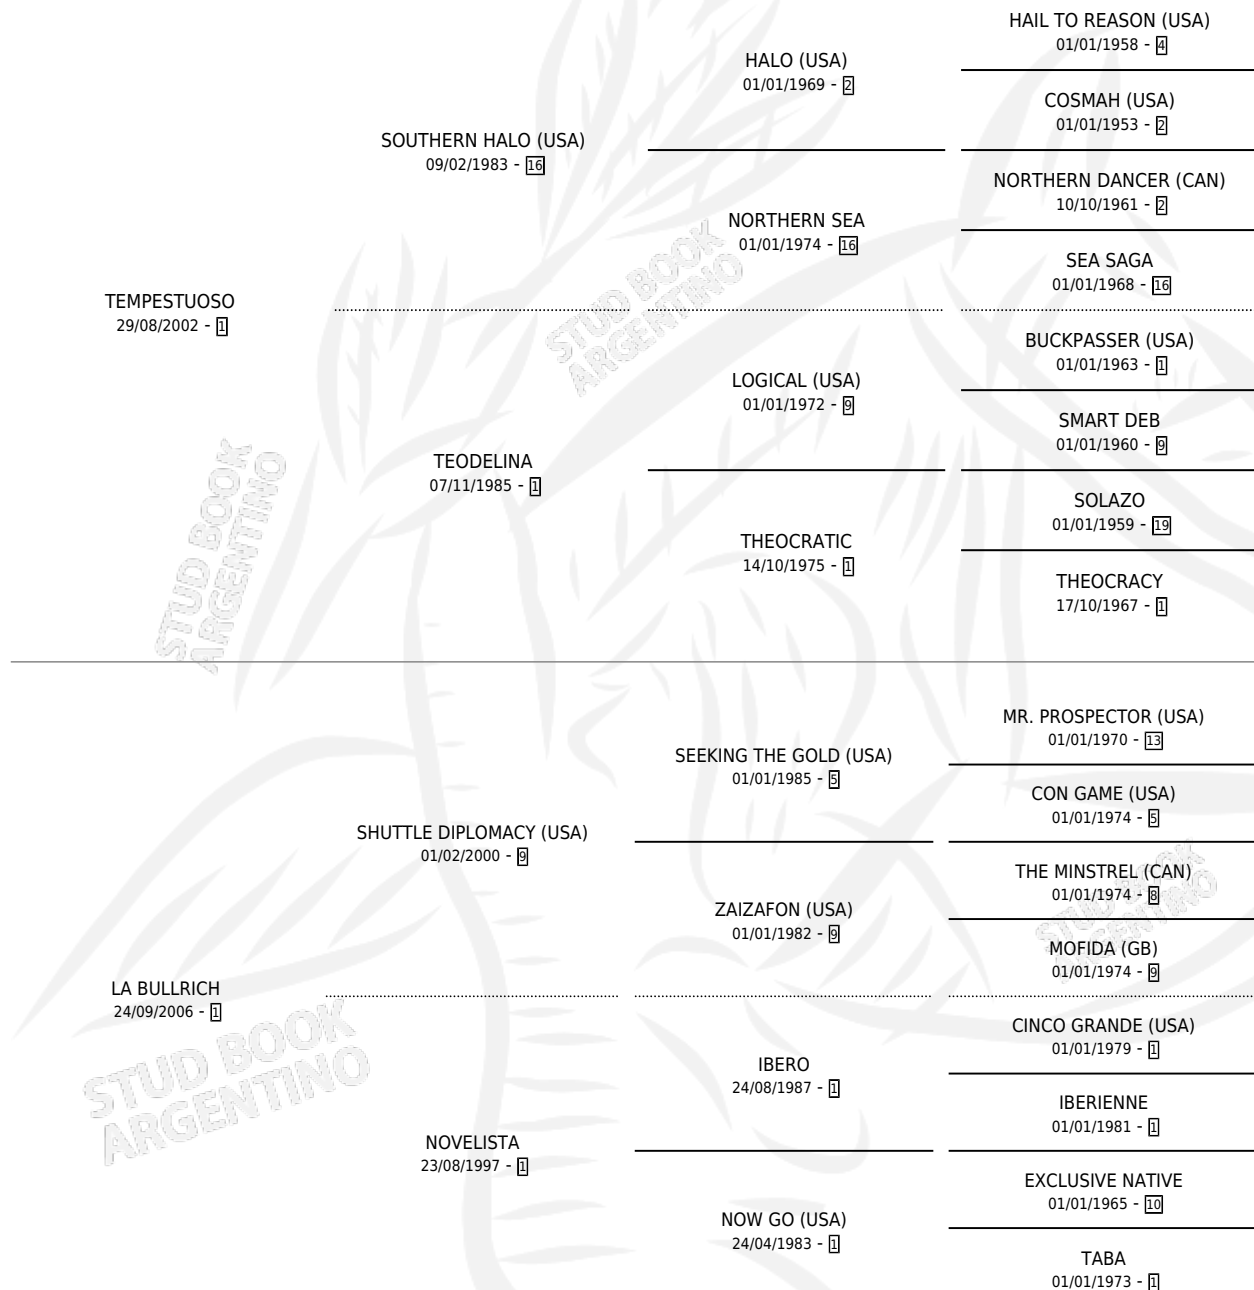 HAIL TO REASON (USA)
01/01/1958 - 4
HALO (USA)
01/01/1969 - 2
COSMAH (USA)
01/01/1953 - 2
SOUTHERN HALO (USA)
09/02/1983 - 16
NORTHERN DANCER (CAN)
10/10/1961 - 2
NORTHERN SEA
01/01/1974 - 16
SEA SAGA
01/01/1968 - 16
TEMPESTUOSO
29/08/2002 - 1
STUD BOOK
ARGENTINO
BUCKPASSER (USA)
01/01/1963 - 1
LOGICAL (USA)
01/01/1972 - 9
SMART DEB
01/01/1960 - 9
TEODELINA
07/11/1985 - 1
SOLAZO
01/01/1959 - 19
THEOCRATIC
14/10/1975 - 1
THEOCRACY
17/10/1967 - 1
STUD BOOK
ARGENTINO
MR. PROSPECTOR (USA)
01/01/1970 - 13
SEEKING THE GOLD (USA)
01/01/1985 - 5
CON GAME (USA)
01/01/1974 - 5
SHUTTLE DIPLOMACY (USA)
01/02/2000 - 9
THE MINSTREL (CAN)
01/01/1974 - 8
ZAIZAFON (USA)
01/01/1982 - 9
STUD BOOK
ARGENTINO
MOFIDA (GB)
01/01/1974 - 9
LA BULLRICH
24/09/2006 - 1
STUD BOOK
ARGENTINO
CINCO GRANDE (USA)
01/01/1979 - 1
IBERO
24/08/1987 - 1
IBERIENNE
01/01/1981 - 1
NOVELISTA
23/08/1997 - 1
EXCLUSIVE NATIVE
01/01/1965 - 10
NOW GO (USA)
24/04/1983 - 1
TABA
01/01/1973 - 1